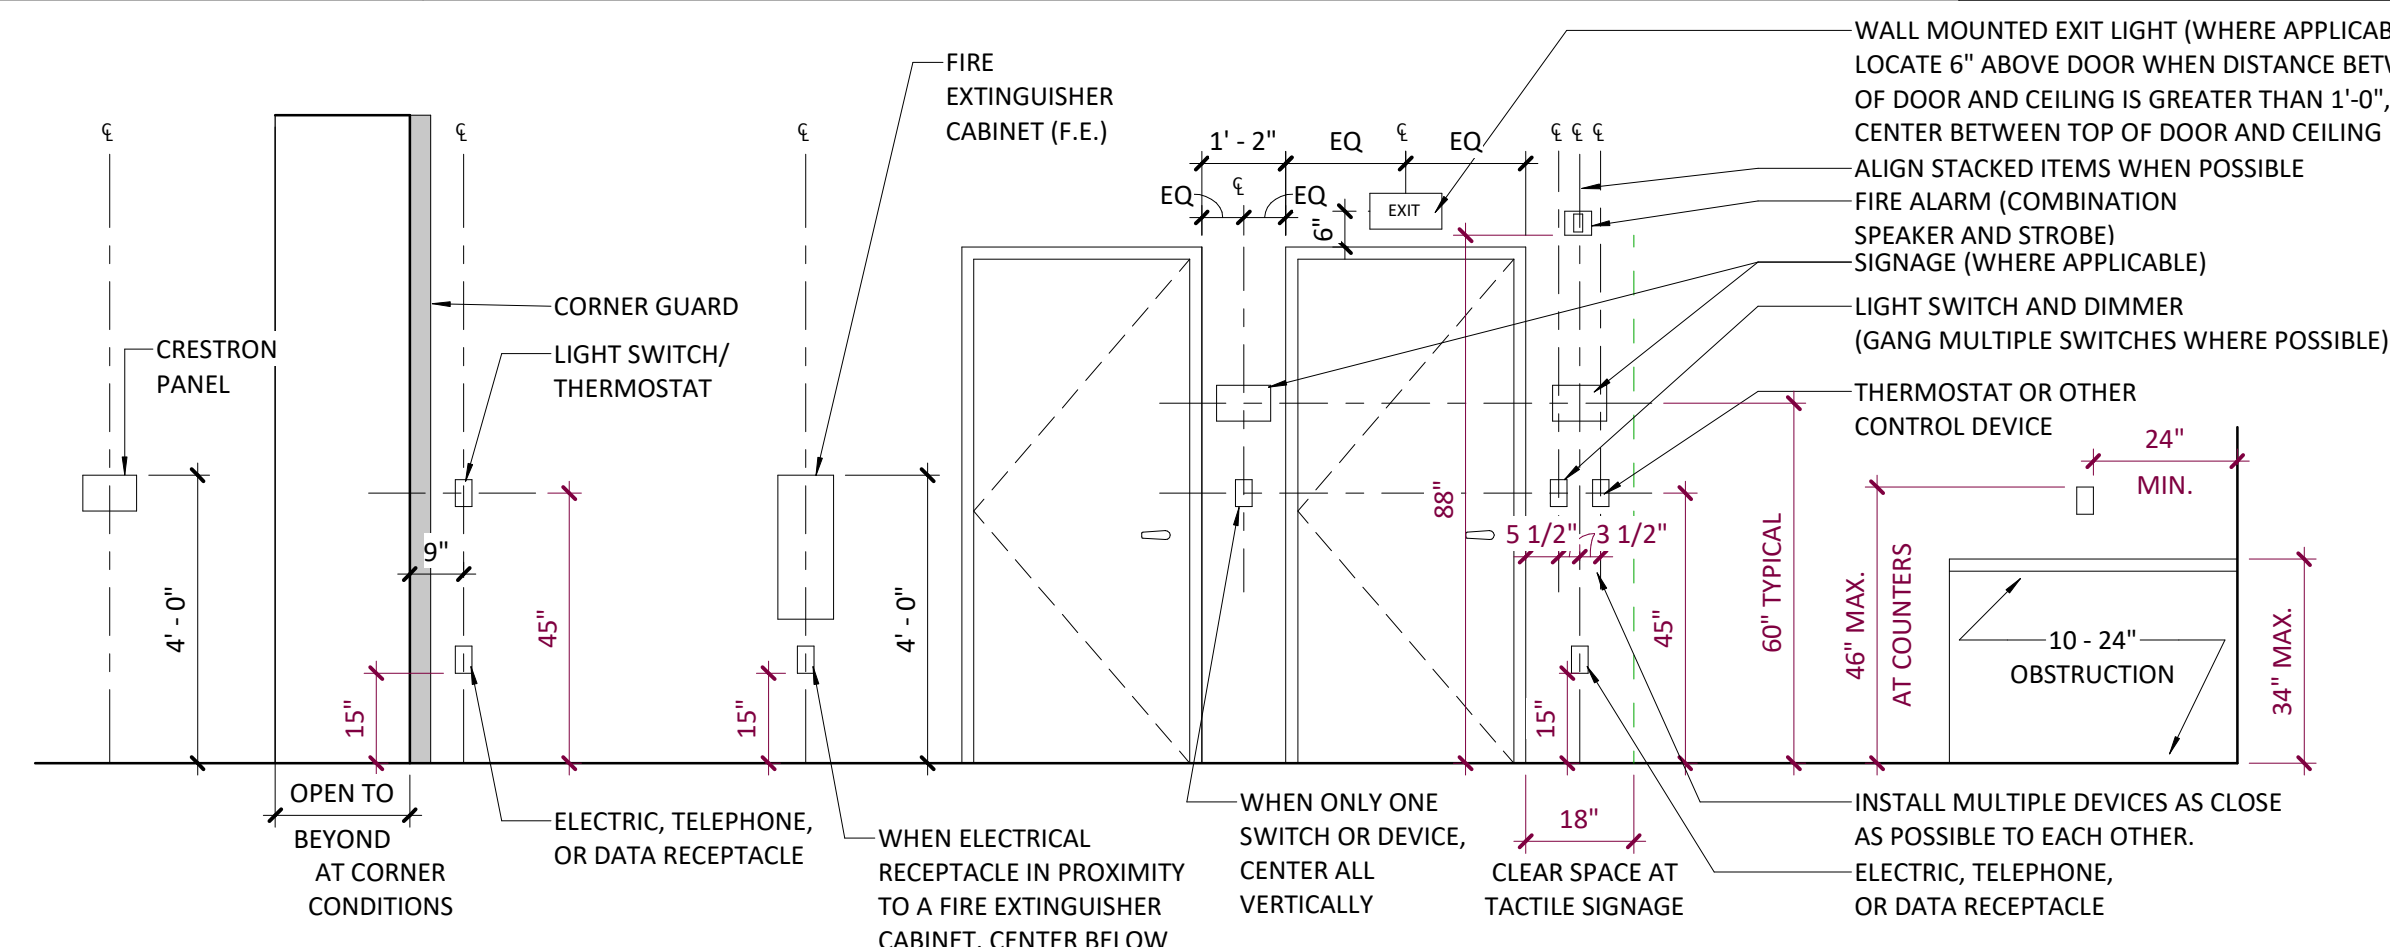 WALL MOUNTED EXIT LIGHT (WHERE APPLICAB
LOCATE 6" ABOVE DOOR WHEN DISTANCE BETW
OF DOOR AND CEILING IS GREATER THAN 1'-0",
CENTER BETWEEN TOP OF DOOR AND CEILING
ALIGN STACKED ITEMS WHEN POSSIBLE
FIRE ALARM (COMBINATION
SPEAKER AND STROBE)
SIGNAGE (WHERE APPLICABLE)
LIGHT SWITCH AND DIMMER
(GANG MULTIPLE SWITCHES WHERE POSSIBLE)
THERMOSTAT OR OTHER
CONTROL DEVICE
FIRE
EXTINGUISHER
CABINET (F.E.)
℄
℄
℄
1' - 2"
EQ
℄
EQ
℄ ℄ ℄
EQ
℄
EQ
EXIT
6"
CORNER GUARD
LIGHT SWITCH/
THERMOSTAT
CRESTRON
PANEL
4' - 0"
9"
45"
15"
15"
4' - 0"
88"
5 1/2"
3 1/2"
15"
45"
60" TYPICAL
46" MAX.
AT COUNTERS
24"
MIN.
10 - 24"
OBSTRUCTION
34" MAX.
OPEN TO
BEYOND
AT CORNER
CONDITIONS
ELECTRIC, TELEPHONE,
OR DATA RECEPTACLE
WHEN ELECTRICAL
RECEPTACLE IN PROXIMITY
TO A FIRE EXTINGUISHER
CABINET, CENTER BELOW
WHEN ONLY ONE
SWITCH OR DEVICE,
CENTER ALL
VERTICALLY
18"
CLEAR SPACE AT
TACTILE SIGNAGE
INSTALL MULTIPLE DEVICES AS CLOSE
AS POSSIBLE TO EACH OTHER.
ELECTRIC, TELEPHONE,
OR DATA RECEPTACLE